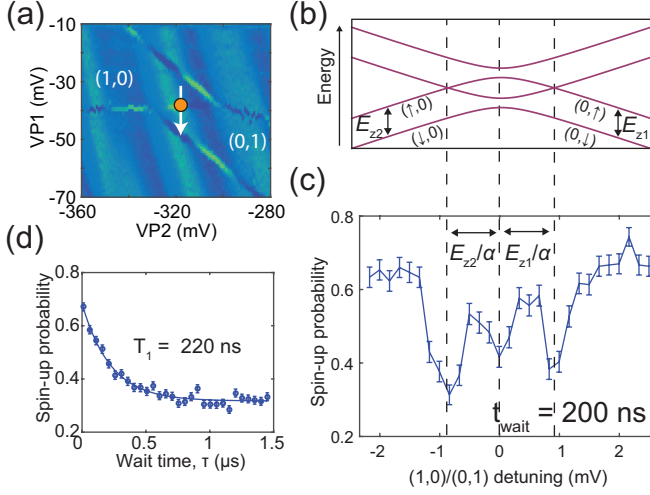 (a)
-10
-30
-50
-70
VP1 (mV)
(1,0)
(0,1)
-360
-320
-280
VP2 (mV)
(b)
Energy
(↑,0)
(↓,0)
E_z2
(0,↑)
(0,↓)
E_z1
(c)
0.8
0.6
0.4
0.2
Spin-up probability
E_z2/α
E_z1/α
t_wait = 200 ns
-2
-1
0
1
2
(1,0)/(0,1) detuning (mV)
(d)
0.8
0.6
0.4
0.2
Spin-up probability
T_1 = 220 ns
0
0.5
1.0
1.5
Wait time, τ (μs)